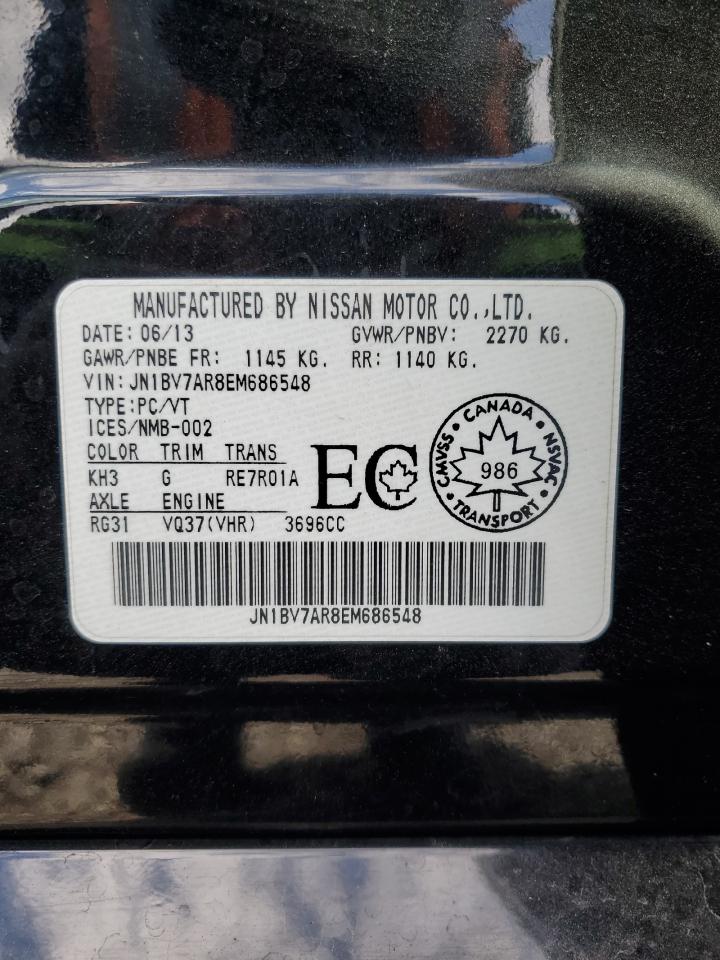 MANUFACTURED BY NISSAN MOTOR CO.,LTD.
DATE: 06/13 GVWR/PNBV: 2270 KG.
GAWR/PNBE FR: 1145 KG. RR: 1140 KG.
VIN: JN1BV7AR8EM686548
TYPE:PC/VT
ICES/NMB-002
COLOR TRIM TRANS
KH3 G RE7R01A
AXLE ENGINE
RG31 VQ37(VHR) 3696CC
EC
CANADA
CMVSS 986 NSVAC
TRANSPORT
JN1BV7AR8EM686548